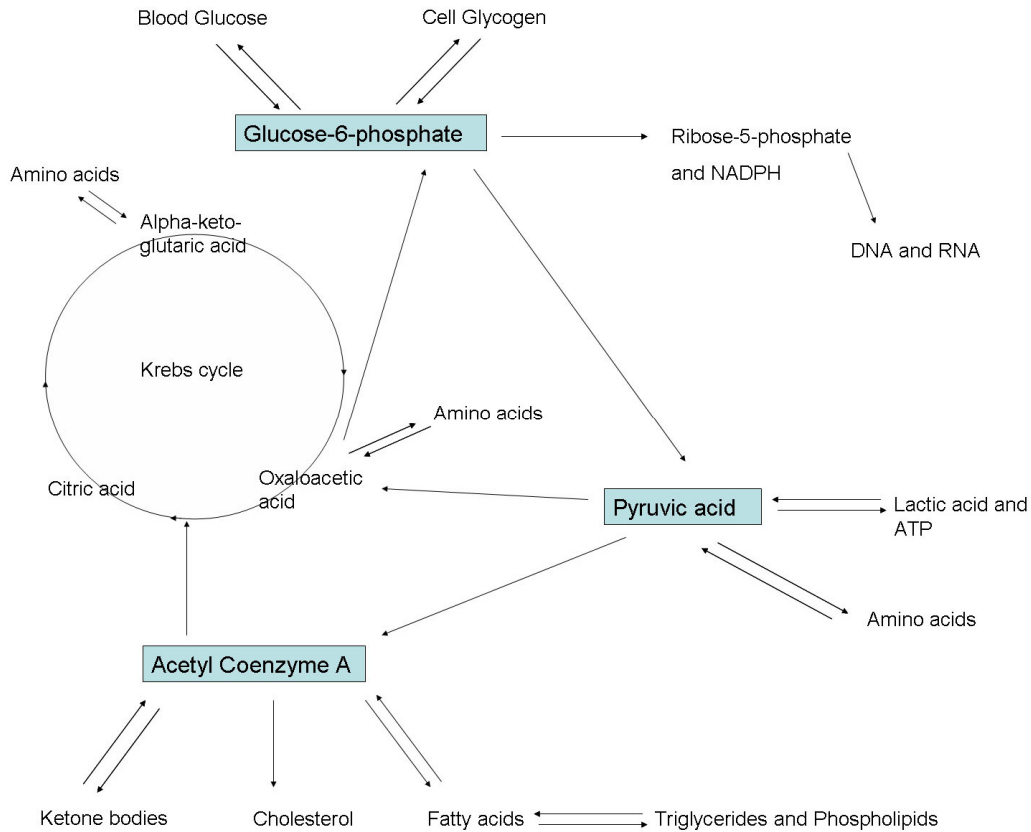 Blood Glucose
Cell Glycogen
Glucose-6-phosphate
Ribose-5-phosphate
and NADPH
Amino acids
Alpha-keto-
glutaric acid
DNA and RNA
Krebs cycle
Amino acids
Citric acid
Oxaloacetic
acid
Pyruvic acid
Lactic acid and
ATP
Amino acids
Acetyl Coenzyme A
Ketone bodies
Cholesterol
Fatty acids
Triglycerides and Phospholipids